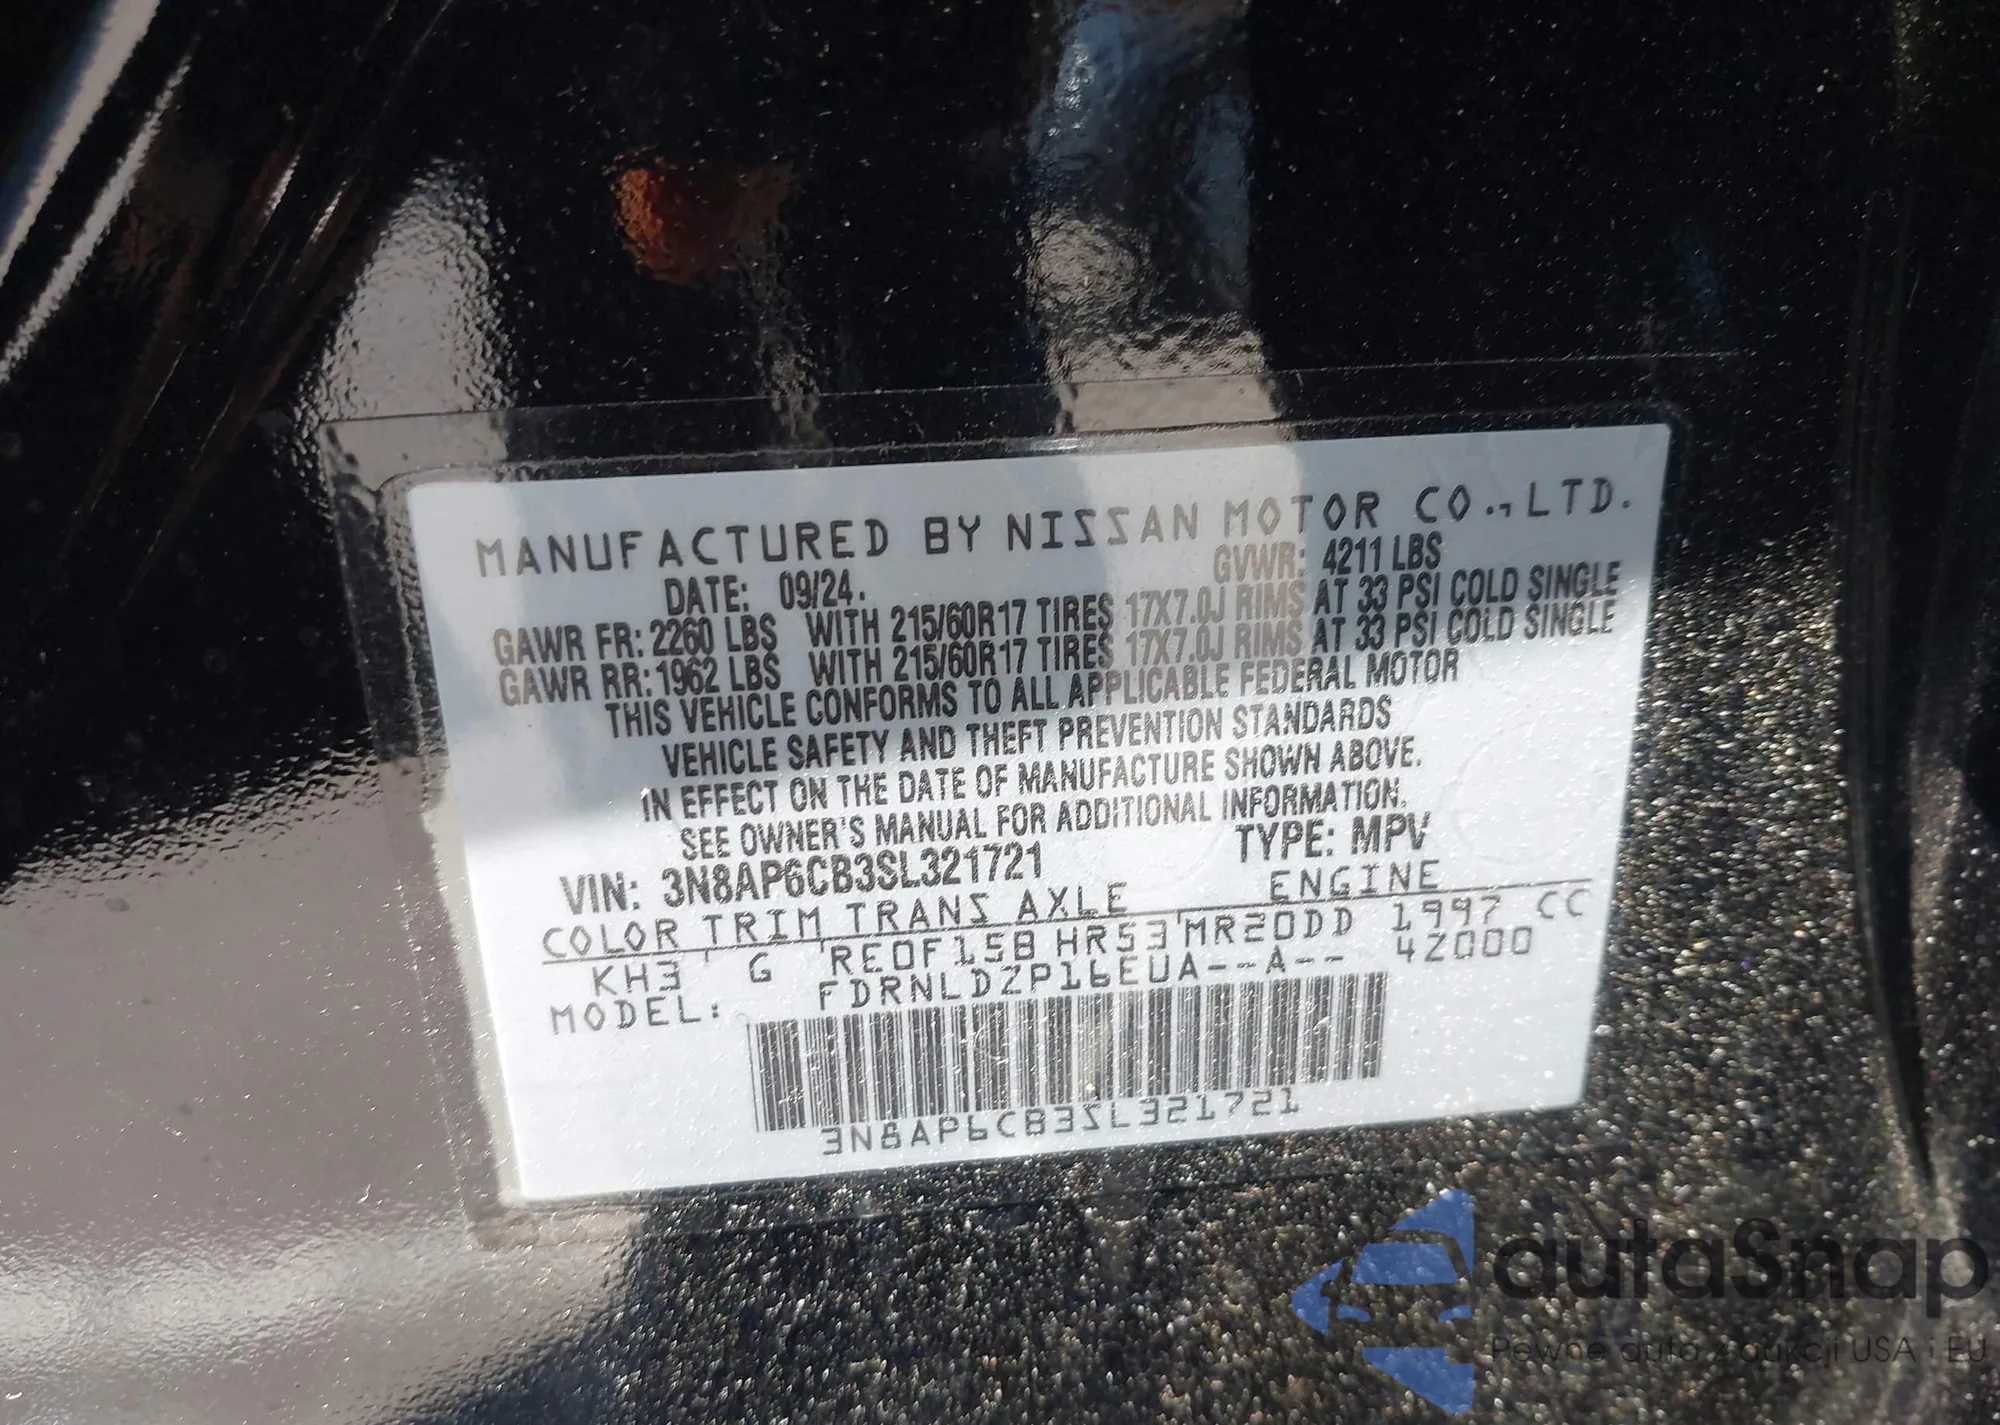 MANUFACTURED BY NISSAN MOTOR CO., LTD.
DATE: 09/24. GVWR: 4211 LBS
GAWR FR: 2260 LBS WITH 215/60R17 TIRES 17X7.0J RIMS AT 33 PSI COLD SINGLE
GAWR RR: 1962 LBS WITH 215/60R17 TIRES 17X7.0J RIMS AT 33 PSI COLD SINGLE
THIS VEHICLE CONFORMS TO ALL APPLICABLE FEDERAL MOTOR
VEHICLE SAFETY AND THEFT PREVENTION STANDARDS
IN EFFECT ON THE DATE OF MANUFACTURE SHOWN ABOVE.
SEE OWNER'S MANUAL FOR ADDITIONAL INFORMATION.
VIN: 3N8AP6CB3SL321721 TYPE: MPV
COLOR TRIM TRANS AXLE ENGINE
KH3 G RE0F15B HR53 MR20DD 1997 CC
MODEL: FDRNLDZP16EUA--A-- 42000
3N8AP6CB3SL321721
autaSnap
Pewne auta z aukcji USA i EU